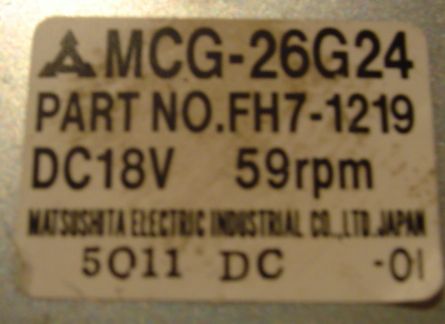 MCG-26G24
PART NO.FH7-1219
DC18V 59rpm
MATSUSHITA ELECTRIC INDUSTRIAL CO.,LTD.JAPAN
5011 DC -01